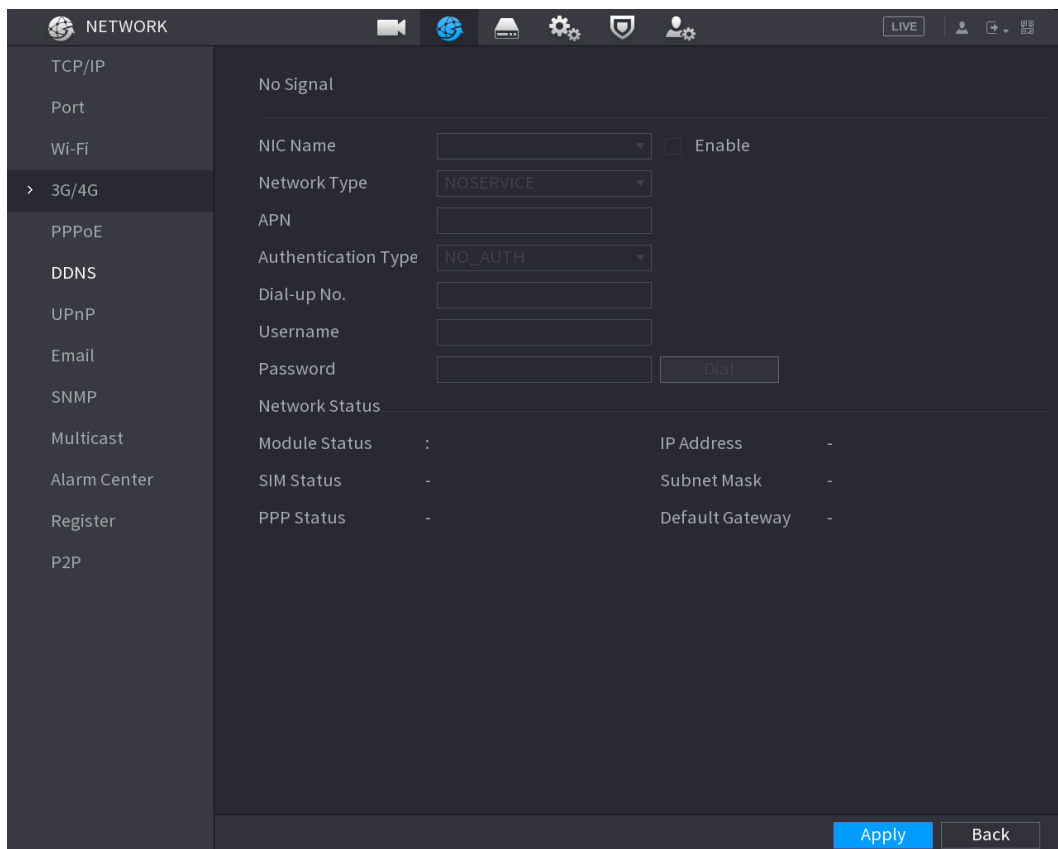 NETWORK
LIVE
TCP/IP
Port
Wi-Fi
3G/4G
PPPoE
DDNS
UPnP
Email
SNMP
Multicast
Alarm Center
Register
P2P
No Signal
NIC Name Enable
Network Type NOSERVICE
APN
Authentication Type NO_AUTH
Dial-up No.
Username
Password Dial
Network Status
Module Status : IP Address -
SIM Status - Subnet Mask -
PPP Status - Default Gateway -
Apply Back